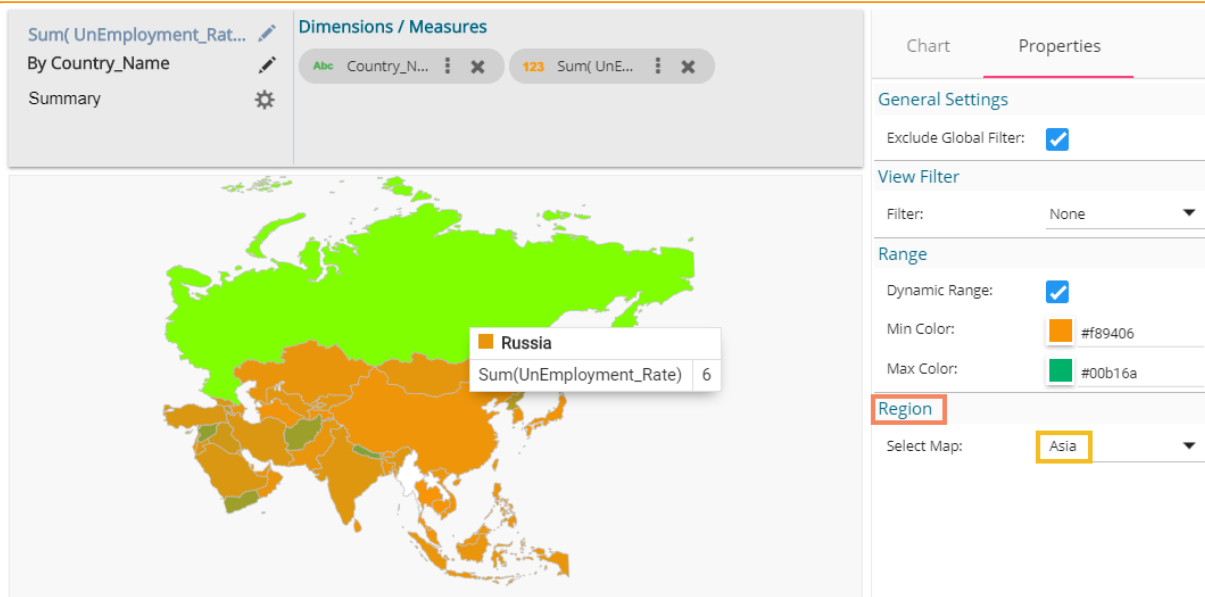 Sum( UnEmployment_Rat...
By Country_Name
Summary
Dimensions / Measures
Abc Country_N...
123 Sum( UnE...
Russia
Sum(UnEmployment_Rate) 6
Chart Properties
General Settings
Exclude Global Filter:
View Filter
Filter: None
Range
Dynamic Range:
Min Color: #f89406
Max Color: #00b16a
Region
Select Map: Asia